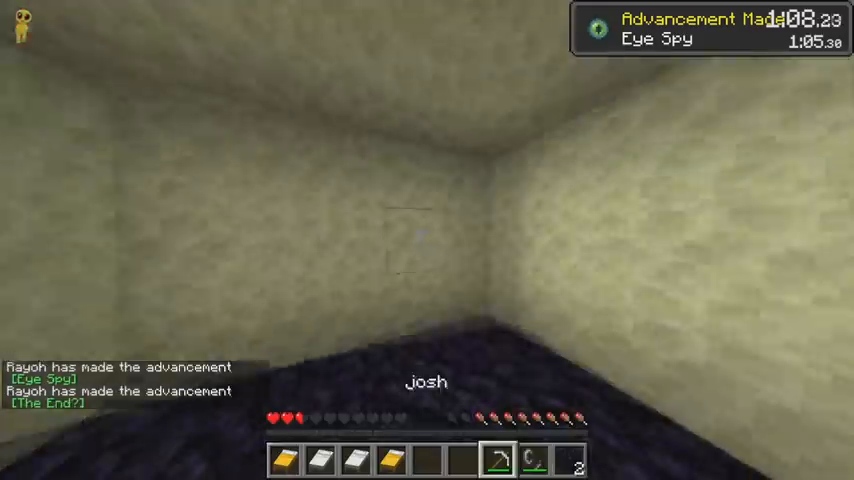 Advancement Made!
1:08.23
Eye Spy
1:05.30
Rayoh has made the advancement
[Eye Spy]
Rayoh has made the advancement
[The End?]
josh
2